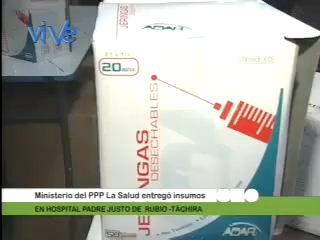 vive
ADAR
20
JERINGAS
DESECHABLES
Ministerio del PPP La Salud entregó insumos
EN HOSPITAL PADRE JUSTO DE RUBIO -TÁCHIRA
ADAR